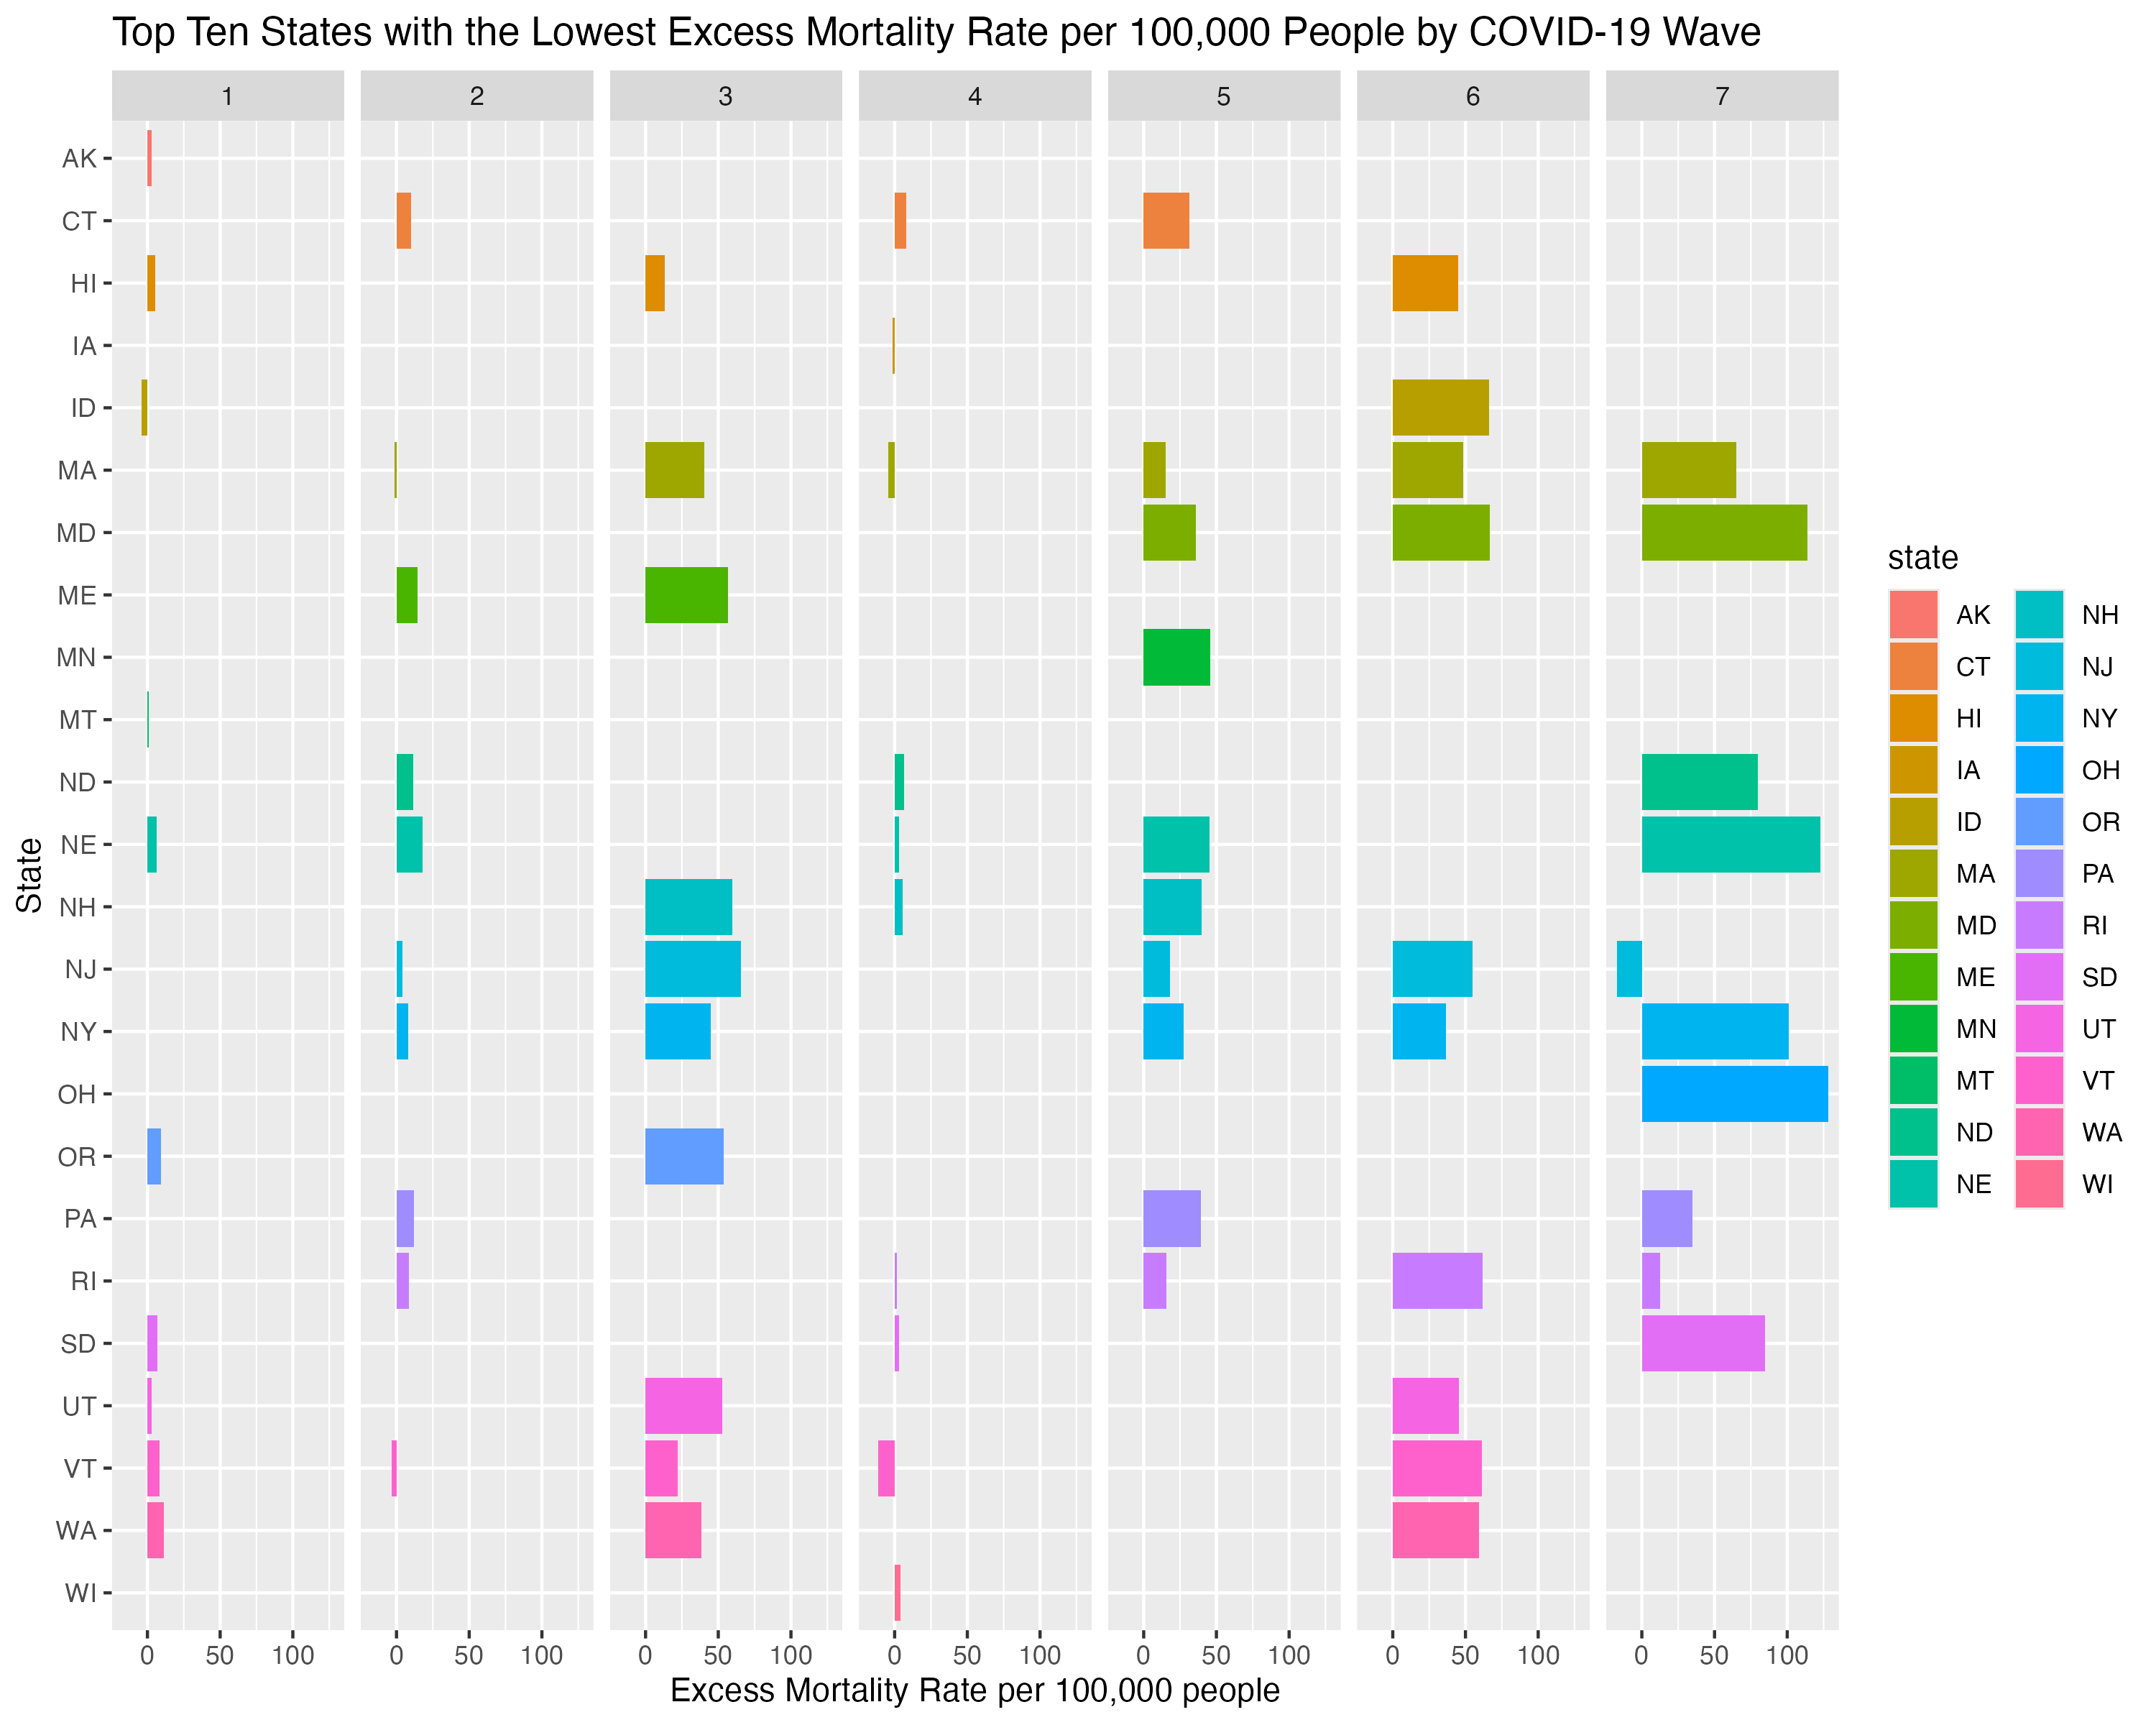 Top Ten States with the Lowest Excess Mortality Rate per 100,000 People by COVID-19 Wave
1 2 3 4 5 6 7
AK
CT
HI
IA
ID
MA
MD
ME
MN
MT
ND
NE
NH
NJ
NY
OH
OR
PA
RI
SD
UT
VT
WA
WI
State
0 50 100 0 50 100 0 50 100 0 50 100 0 50 100 0 50 100 0 50 100
Excess Mortality Rate per 100,000 people
state
AK NH
CT NJ
HI NY
IA OH
ID OR
MA PA
MD RI
ME SD
MN UT
MT VT
ND WA
NE WI